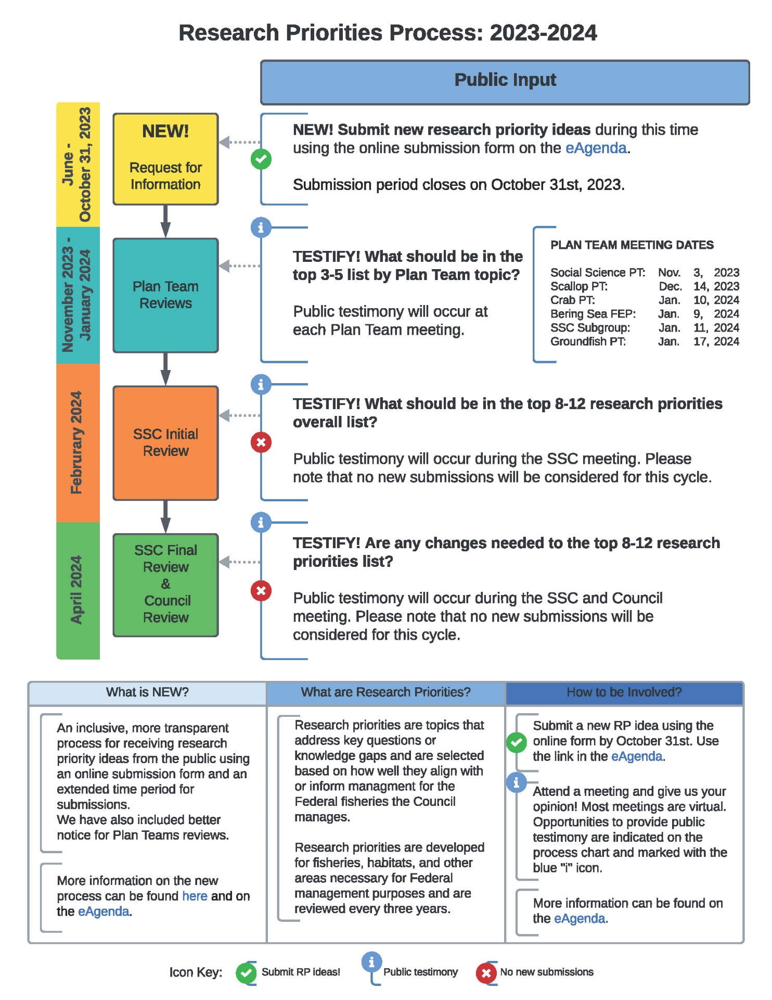 Research Priorities Process: 2023-2024
Public Input
June -
October 31, 2023
NEW!
Request for
Information
NEW! Submit new research priority ideas during this time
using the online submission form on the eAgenda.
Submission period closes on October 31st, 2023.
November 2023 -
January 2024
Plan Team
Reviews
TESTIFY! What should be in the
top 3-5 list by Plan Team topic?
Public testimony will occur at
each Plan Team meeting.
PLAN TEAM MEETING DATES
Social Science PT: Nov. 3, 2023
Scallop PT: Dec. 14, 2023
Crab PT: Jan. 10, 2024
Bering Sea FEP: Jan. 9, 2024
SSC Subgroup: Jan. 11, 2024
Groundfish PT: Jan. 17, 2024
Februrary 2024
SSC Initial
Review
TESTIFY! What should be in the top 8-12 research priorities
overall list?
Public testimony will occur during the SSC meeting. Please
note that no new submissions will be considered for this cycle.
April 2024
SSC Final
Review
&
Council
Review
TESTIFY! Are any changes needed to the top 8-12 research
priorities list?
Public testimony will occur during the SSC and Council
meeting. Please note that no new submissions will be
considered for this cycle.
What is NEW?
An inclusive, more transparent
process for receiving research
priority ideas from the public using
an online submission form and an
extended time period for
submissions.
We have also included better
notice for Plan Teams reviews.
More information on the new
process can be found here and on
the eAgenda.
What are Research Priorities?
Research priorities are topics that
address key questions or
knowledge gaps and are selected
based on how well they align with
or inform managment for the
Federal fisheries the Council
manages.
Research priorities are developed
for fisheries, habitats, and other
areas necessary for Federal
management purposes and are
reviewed every three years.
How to be Involved?
Submit a new RP idea using the
online form by October 31st. Use
the link in the eAgenda.
Attend a meeting and give us your
opinion! Most meetings are virtual.
Opportunities to provide public
testimony are indicated on the
process chart and marked with the
blue "i" icon.
More information can be found on
the eAgenda.
Icon Key: Submit RP ideas! Public testimony No new submissions